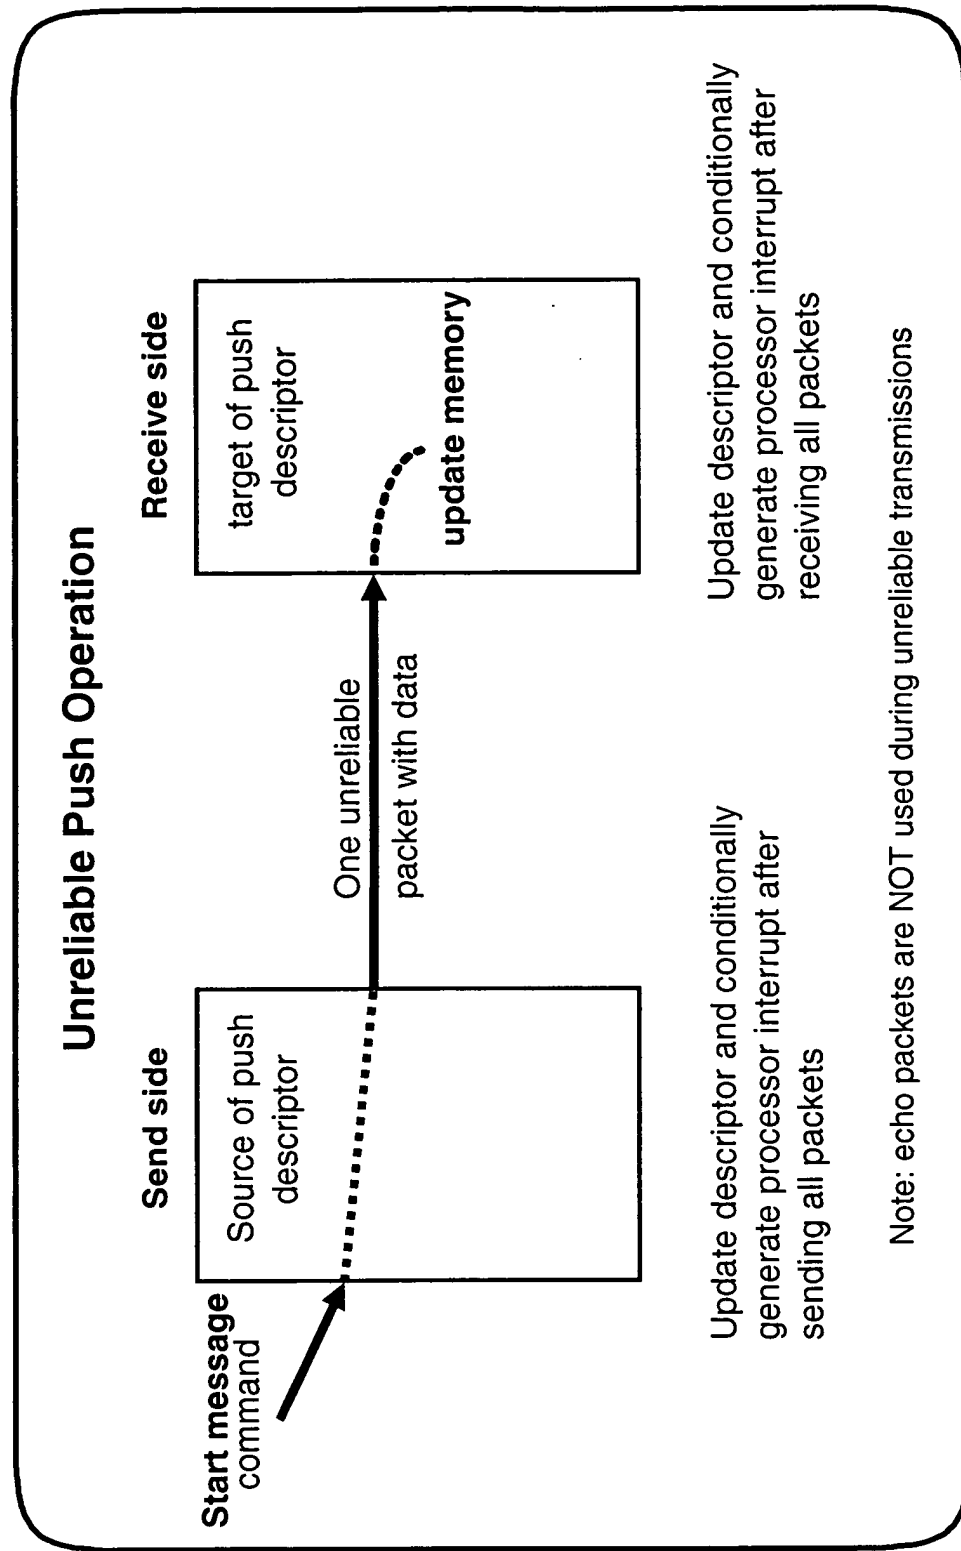 Unreliable Push Operation
Send side
Receive side
Start message
command
Source of push
descriptor
One unreliable
packet with data
target of push
descriptor
update memory
Update descriptor and conditionally
generate processor interrupt after
sending all packets
Update descriptor and conditionally
generate processor interrupt after
receiving all packets
Note: echo packets are NOT used during unreliable transmissions